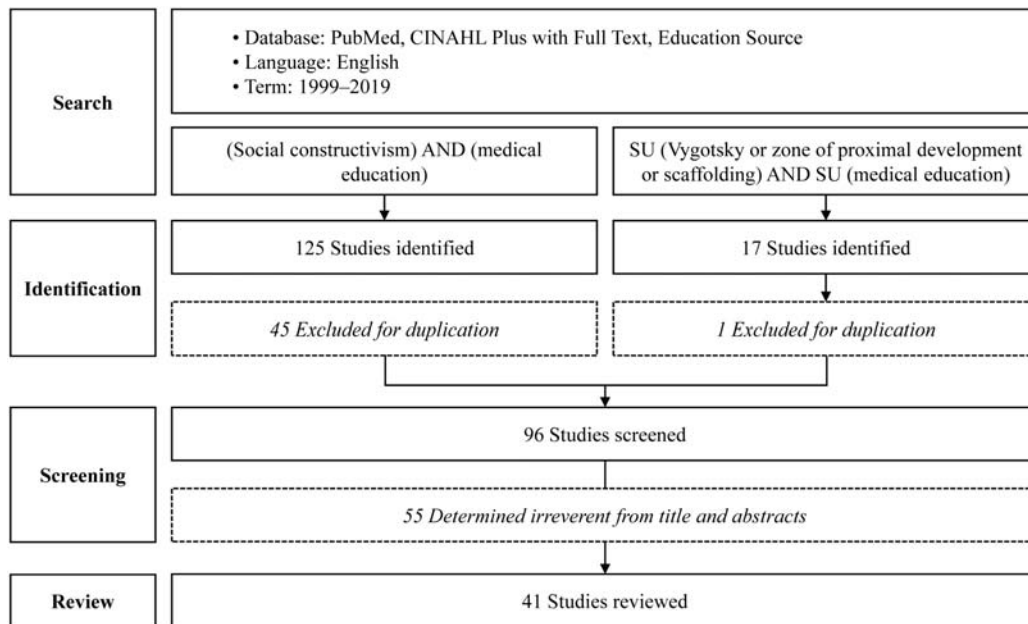 Search
• Database: PubMed, CINAHL Plus with Full Text, Education Source
• Language: English
• Term: 1999–2019
(Social constructivism) AND (medical
education)
SU (Vygotsky or zone of proximal development
or scaffolding) AND SU (medical education)
Identification
125 Studies identified
17 Studies identified
45 Excluded for duplication
1 Excluded for duplication
Screening
96 Studies screened
55 Determined irreverent from title and abstracts
Review
41 Studies reviewed